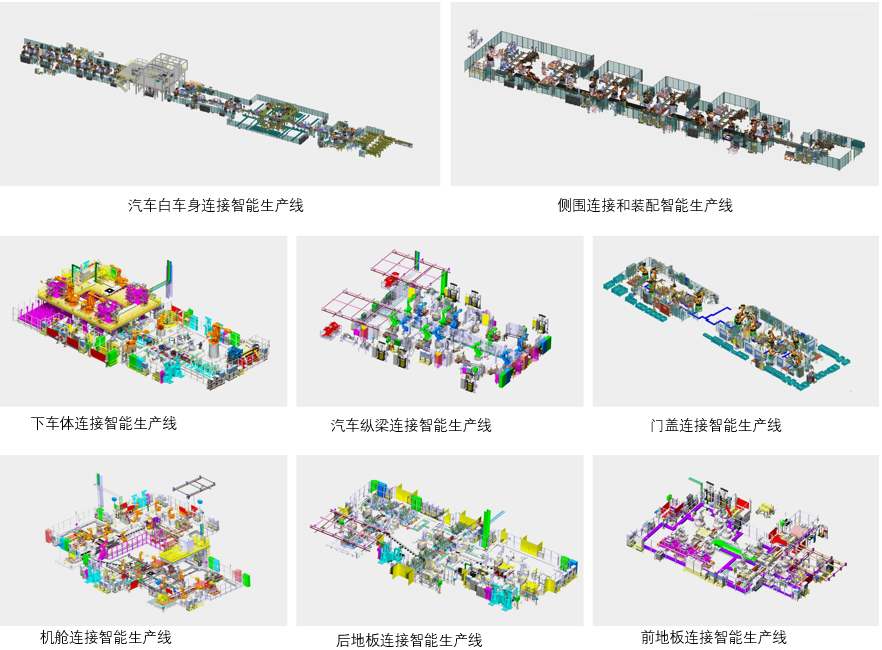 汽车白车身连接智能生产线
侧围连接和装配智能生产线
下车体连接智能生产线
汽车纵梁连接智能生产线
门盖连接智能生产线
机舱连接智能生产线
后地板连接智能生产线
前地板连接智能生产线